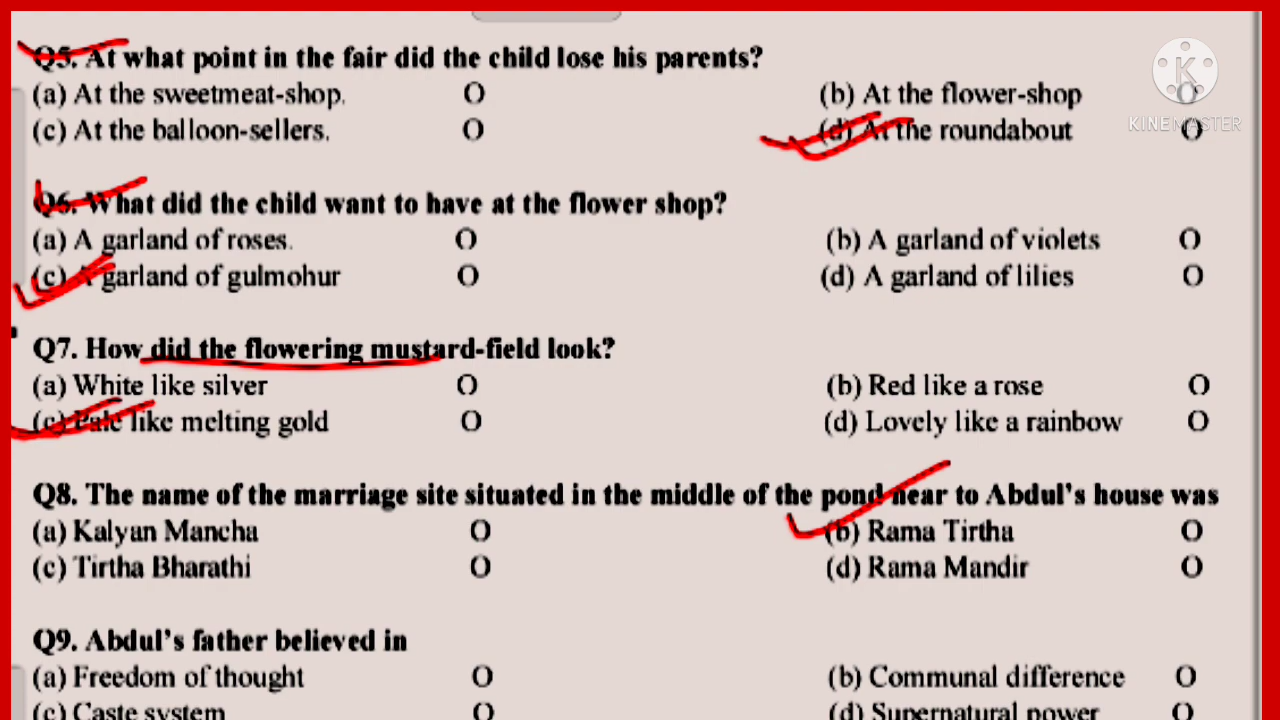 Q5. At what point in the fair did the child lose his parents?
(a) At the sweetmeat-shop. O (b) At the flower-shop O
(c) At the balloon-sellers. O (d) At the roundabout O
KINEMASTER
Q6. What did the child want to have at the flower shop?
(a) A garland of roses. O (b) A garland of violets O
(c) A garland of gulmohur O (d) A garland of lilies O
Q7. How did the flowering mustard-field look?
(a) White like silver O (b) Red like a rose O
(c) Pale like melting gold O (d) Lovely like a rainbow O
Q8. The name of the marriage site situated in the middle of the pond near to Abdul's house was
(a) Kalyan Mancha O (b) Rama Tirtha O
(c) Tirtha Bharathi O (d) Rama Mandir O
Q9. Abdul's father believed in
(a) Freedom of thought O (b) Communal difference O
(c) Caste system O (d) Supernatural power O